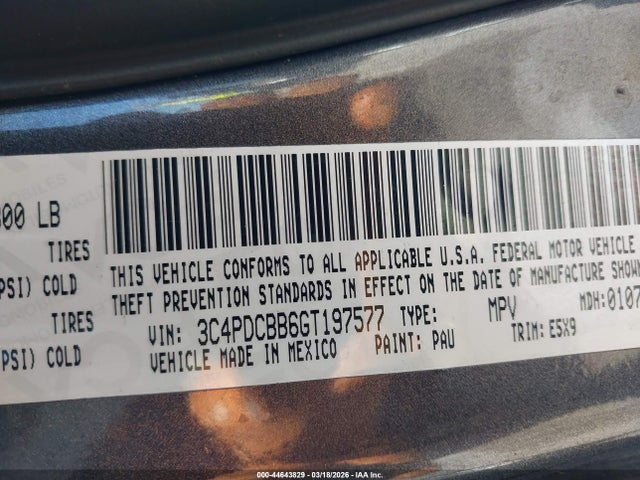 300 LB
TIRES
PSI) COLD
TIRES
PSI) COLD
THIS VEHICLE CONFORMS TO ALL APPLICABLE U.S.A. FEDERAL MOTOR VEHICLE
THEFT PREVENTION STANDARDS IN EFFECT ON THE DATE OF MANUFACTURE SHOWN
VIN: 3C4PDCBB6GT197577 TYPE: MPV MDH: 0107
VEHICLE MADE IN MEXICO PAINT: PAU TRIM: E5X9
000-44643829 - 03/18/2026 - IAA Inc.